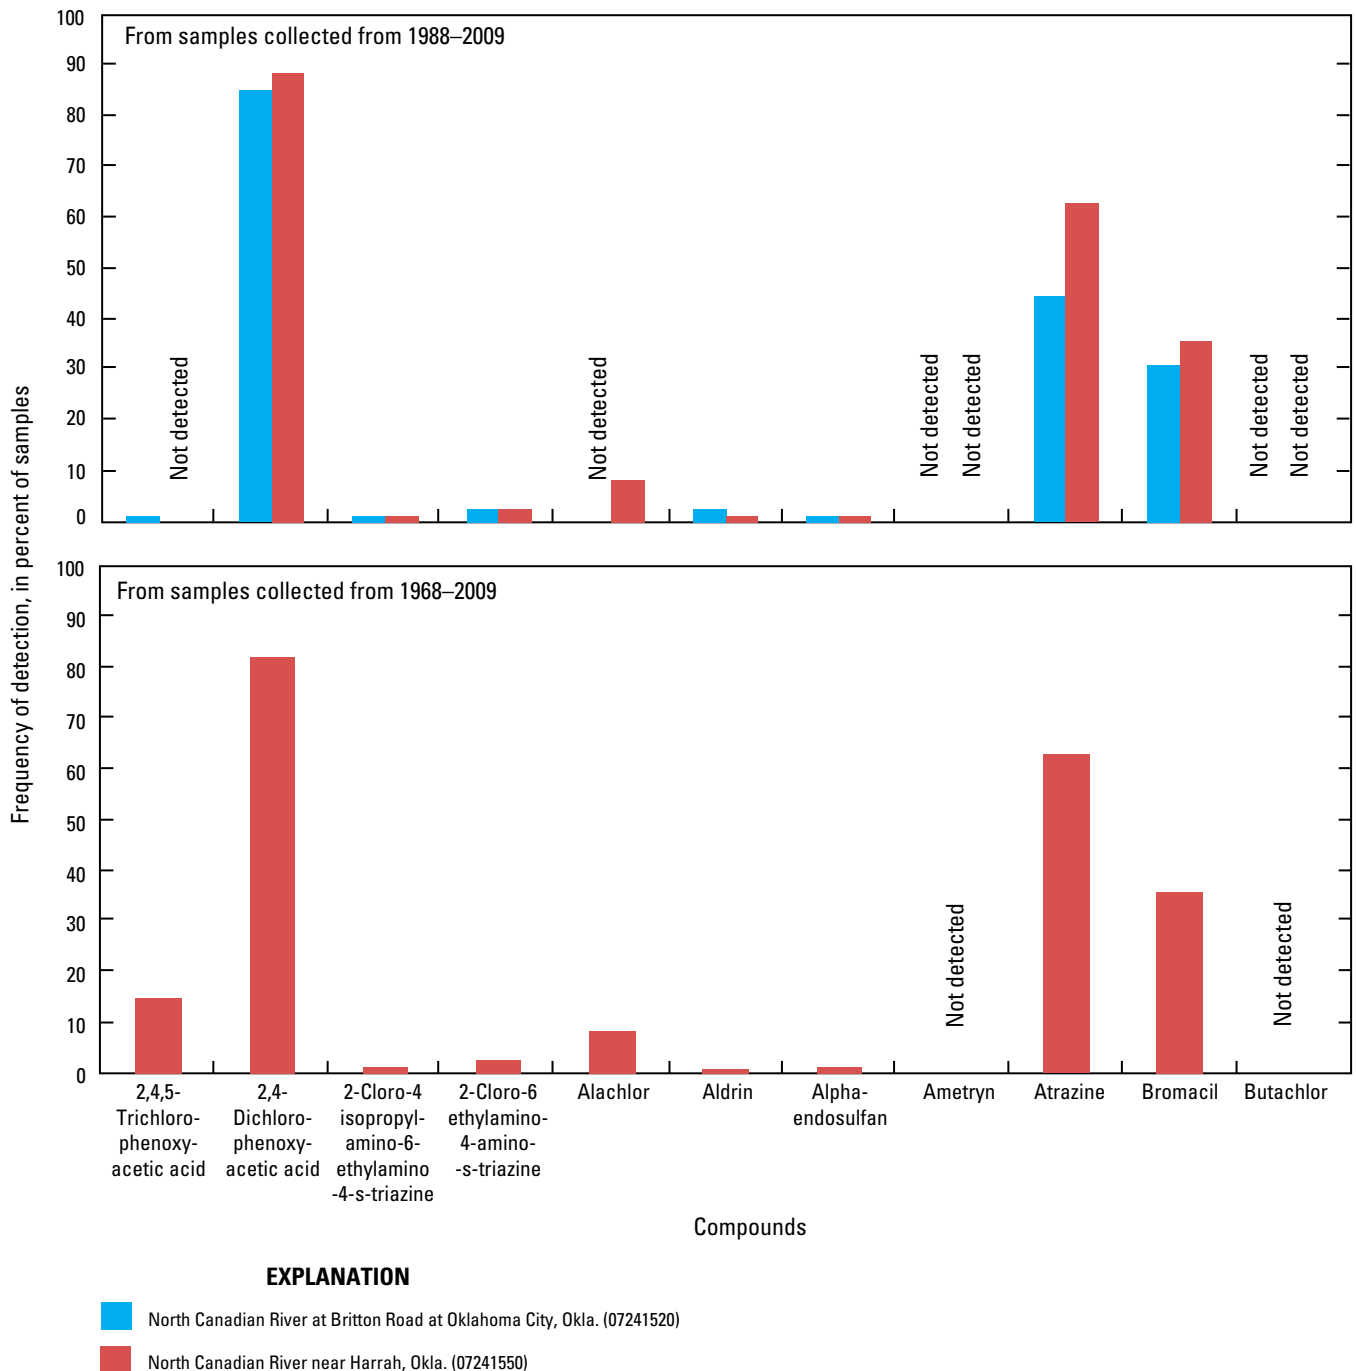 From samples collected from 1988–2009
100
90
80
70
60
50
40
30
20
10
0
Not detected
Not detected
Not detected
Not detected
Not detected
Not detected
Frequency of detection, in percent of samples
From samples collected from 1968–2009
100
90
80
70
60
50
40
30
20
10
0
Not detected
Not detected
2,4,5-
Trichloro-
phenoxy-
acetic acid
2,4-
Dichloro-
phenoxy-
acetic acid
2-Cloro-4
isopropyl-
amino-6-
ethylamino
-4-s-triazine
2-Cloro-6
ethylamino-
4-amino-
-s-triazine
Alachlor
Aldrin
Alpha-
endosulfan
Ametryn
Atrazine
Bromacil
Butachlor
Compounds
EXPLANATION
North Canadian River at Britton Road at Oklahoma City, Okla. (07241520)
North Canadian River near Harrah, Okla. (07241550)